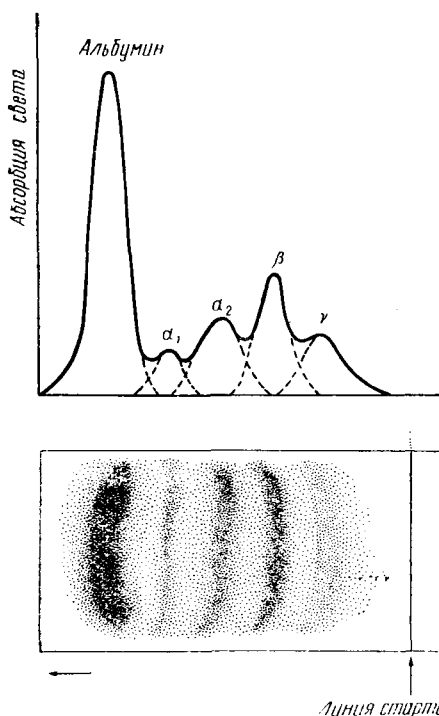 Альбумин
Абсорбция света
β
α₂
γ
α₁
Линия старта